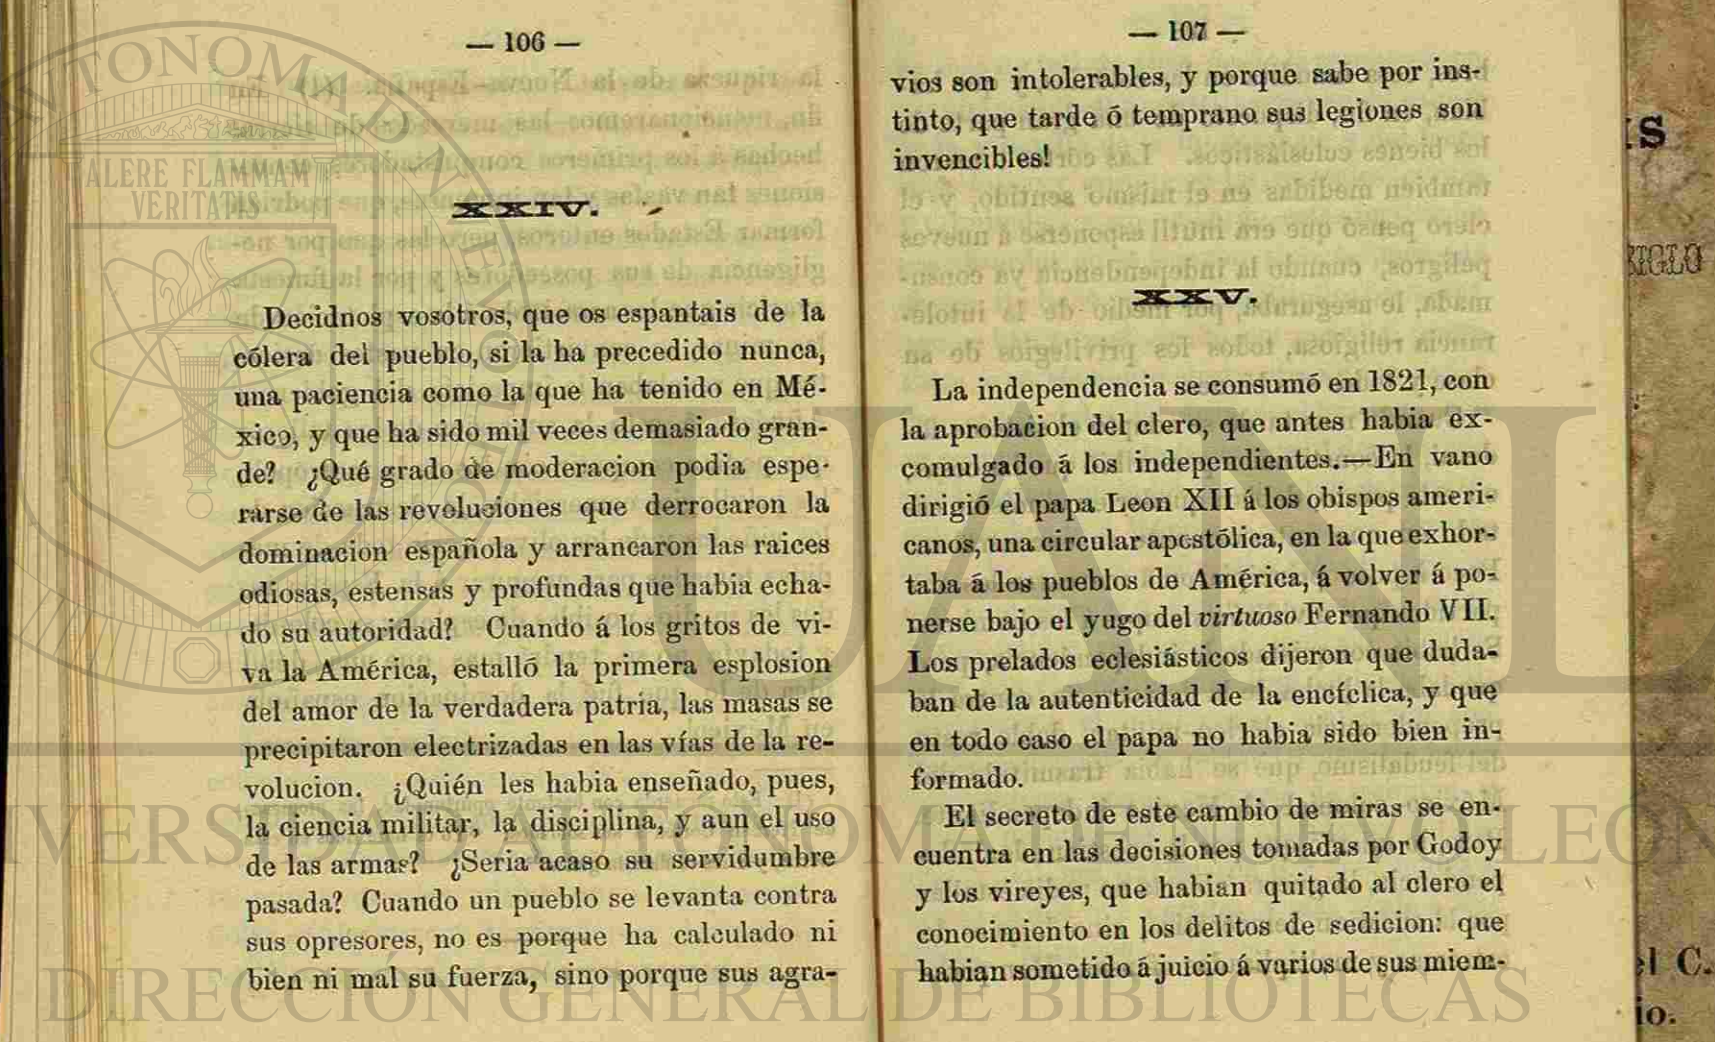 — 106 —
XXIV.
Decidnos vosotros, que os espantais de la
cólera del pueblo, si la ha precedido nunca,
una paciencia como la que ha tenido en Mé-
xico, y que ha sido mil veces demasiado gran-
de? ¿Qué grado de moderacion podia espe-
rarse de las revoluciones que derrocaron la
dominacion española y arrancaron las raices
odiosas, estensas y profundas que habia echa-
do su autoridad? Cuando á los gritos de vi-
va la América, estalló la primera esplosion
del amor de la verdadera patria, las masas se
precipitaron electrizadas en las vías de la re-
volucion. ¿Quién les habia enseñado, pues,
la ciencia militar, la disciplina, y aun el uso
de las armas? ¿Seria acaso su servidumbre
pasada? Cuando un pueblo se levanta contra
sus opresores, no es porque ha calculado ni
bien ni mal su fuerza, sino porque sus agra-
— 107 —
vios son intolerables, y porque sabe por ins-
tinto, que tarde ó temprano sus legiones son
invencibles!
XXV.
La independencia se consumó en 1821, con
la aprobacion del clero, que antes habia ex-
comulgado á los independientes.—En vano
dirigió el papa Leon XII á los obispos ameri-
canos, una circular apostólica, en la que exhor-
taba á los pueblos de América, á volver á po-
nerse bajo el yugo del virtuoso Fernando VII.
Los prelados eclesiásticos dijeron que duda-
ban de la autenticidad de la encíclica, y que
en todo caso el papa no habia sido bien in-
formado.
El secreto de este cambio de miras se en-
cuentra en las decisiones tomadas por Godoy
y los vireyes, que habian quitado al clero el
conocimiento en los delitos de sedicion: que
habian sometido á juicio á varios de sus miem-
IS
SIGLO
el C.
io.
UANL
UNIVERSIDAD AUTÓNOMA DE NUEVO LEÓN
DIRECCIÓN GENERAL DE BIBLIOTECAS
ALERE FLAMMAM
VERITATIS